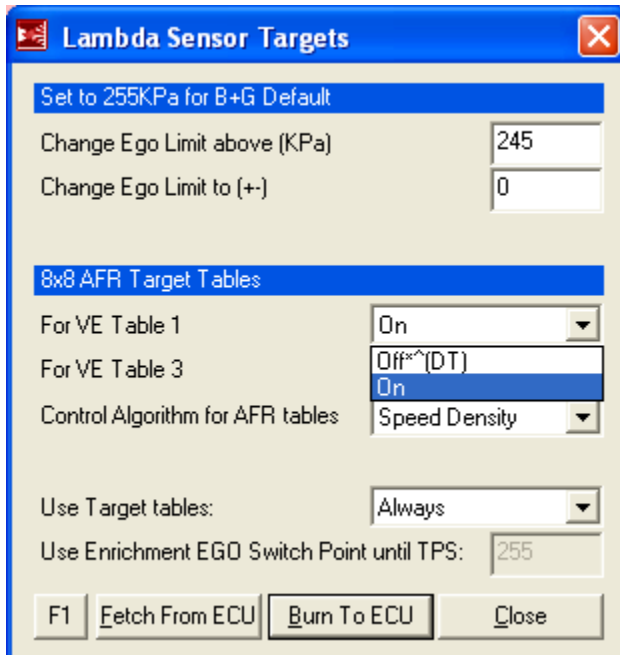 Lambda Sensor Targets
Set to 255KPa for B+G Default
Change Ego Limit above (KPa) 245
Change Ego Limit to (+-) 0
8x8 AFR Target Tables
For VE Table 1 On
Off*^(DT)
For VE Table 3
On
Control Algorithm for AFR tables Speed Density
Use Target tables: Always
Use Enrichment EGO Switch Point until TPS: 255
F1 Fetch From ECU Burn To ECU Close